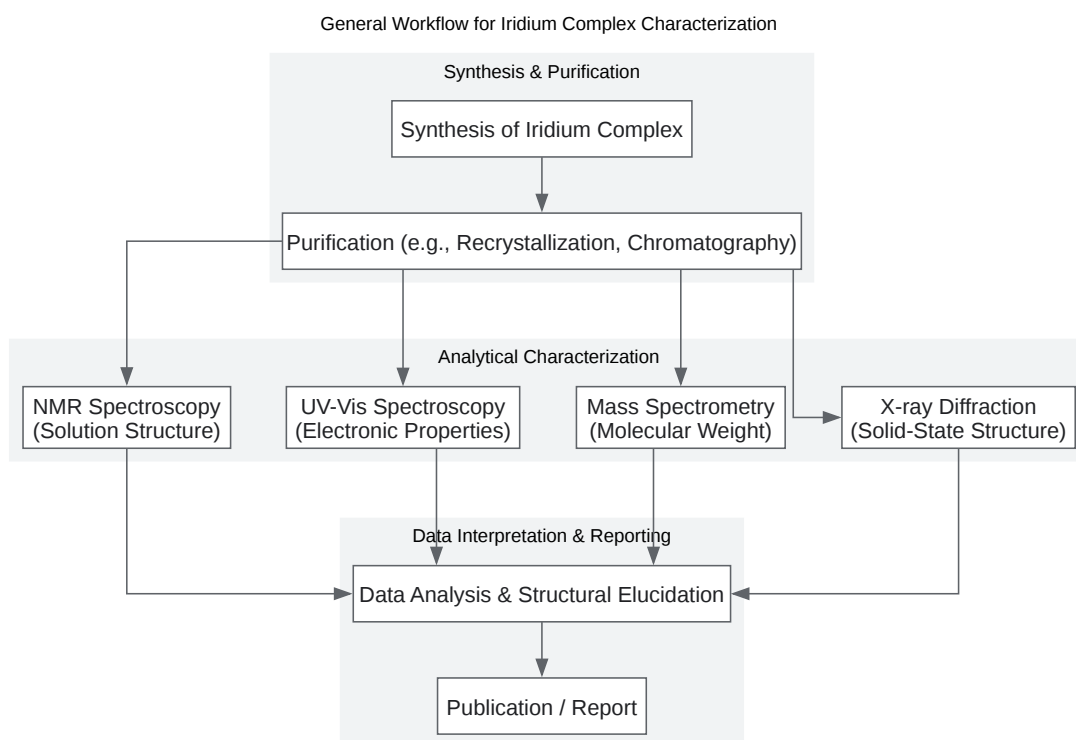 General Workflow for Iridium Complex Characterization
Synthesis & Purification
Synthesis of Iridium Complex
Purification (e.g., Recrystallization, Chromatography)
Analytical Characterization
NMR Spectroscopy
(Solution Structure)
UV-Vis Spectroscopy
(Electronic Properties)
Mass Spectrometry
(Molecular Weight)
X-ray Diffraction
(Solid-State Structure)
Data Interpretation & Reporting
Data Analysis & Structural Elucidation
Publication / Report